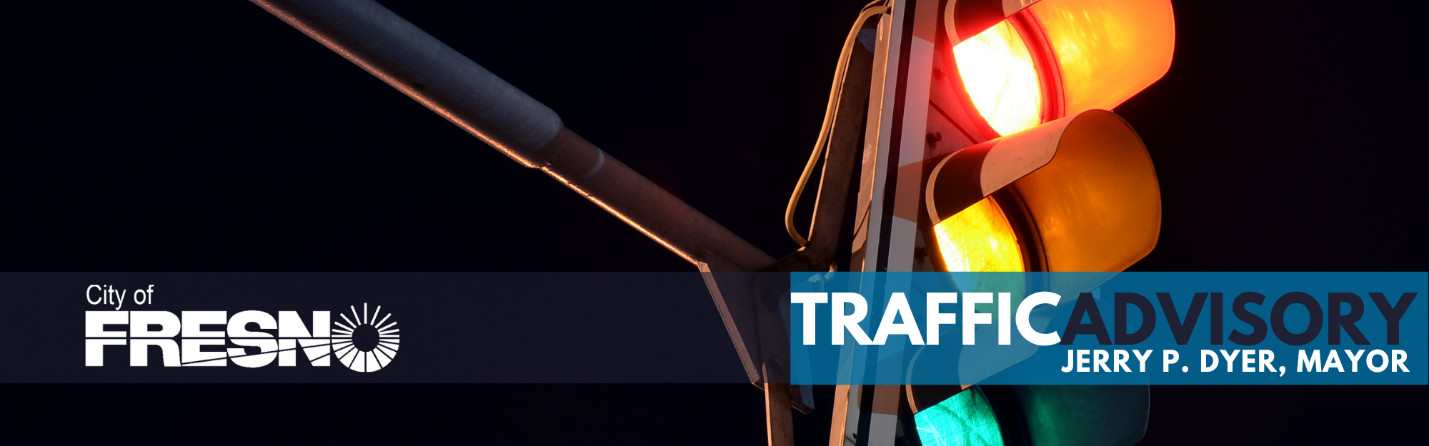 City of
FRESNO
TRAFFICADVISORY
JERRY P. DYER, MAYOR